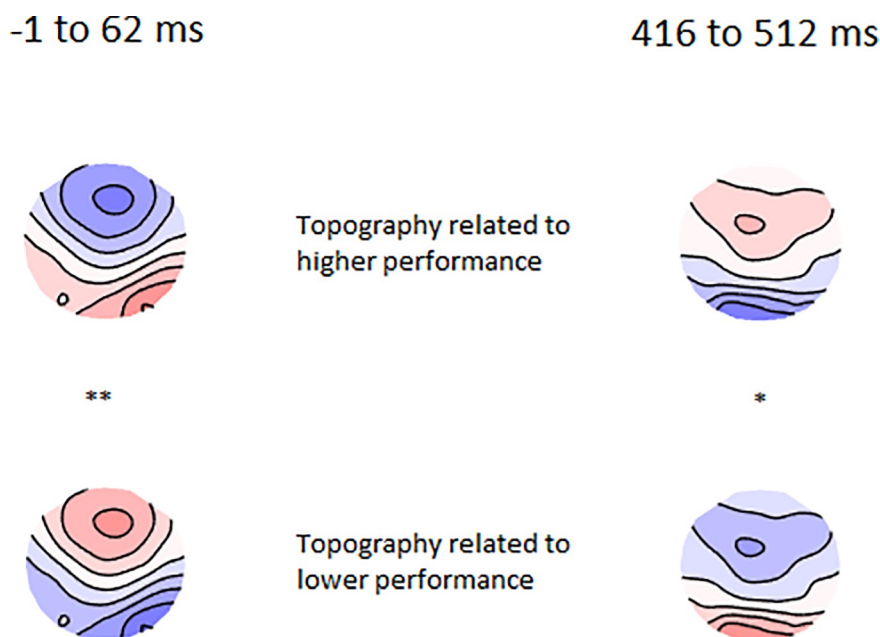 -1 to 62 ms
416 to 512 ms
Topography related to
higher performance
**
*
Topography related to
lower performance